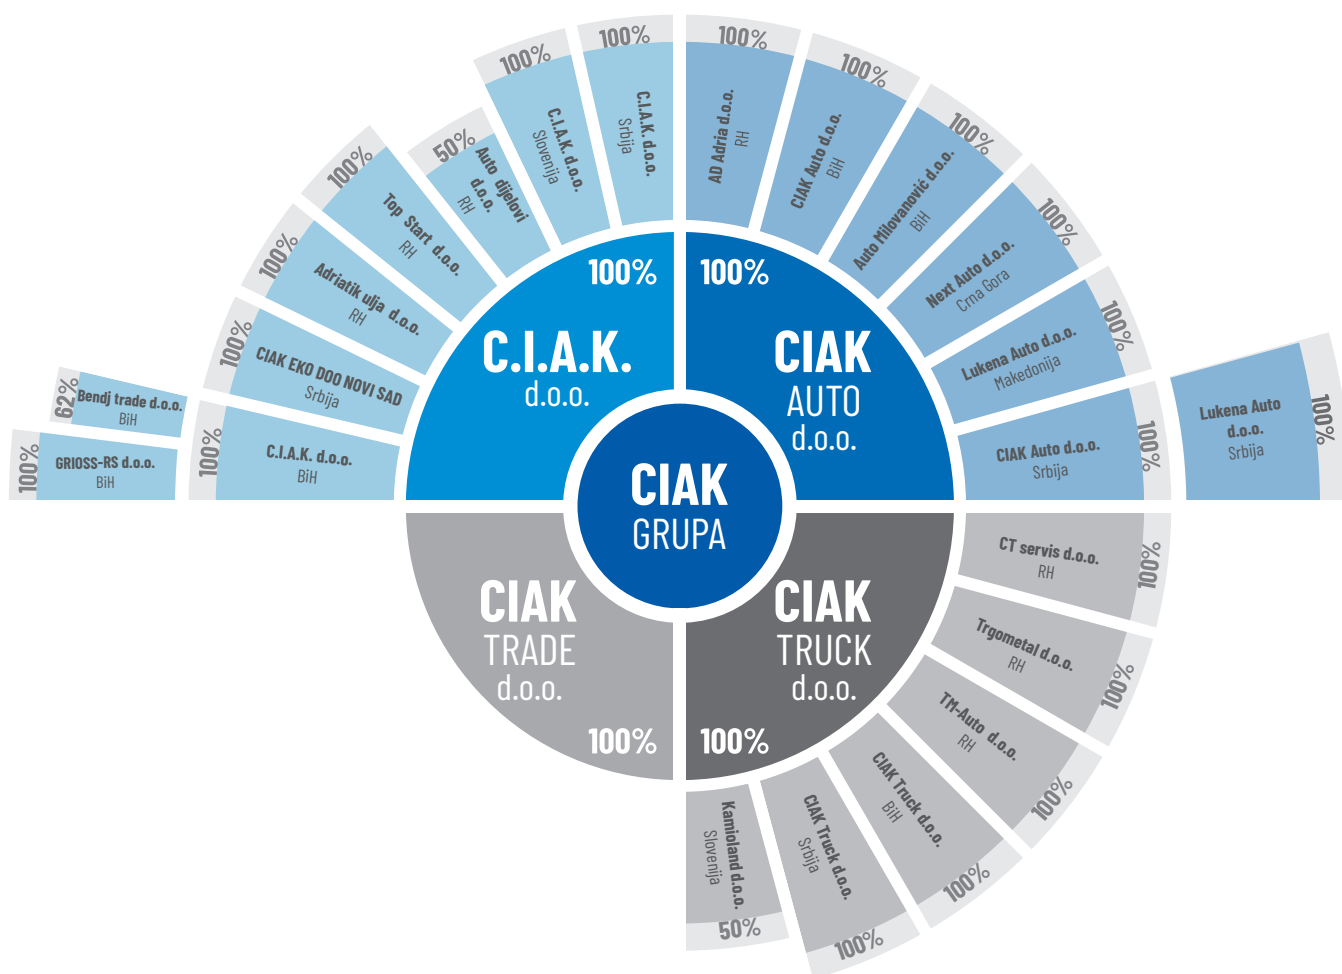 CIAK
GRUPA
100%
C.I.A.K.
d.o.o.
100%
CIAK
AUTO
d.o.o.
CIAK
TRADE
d.o.o.
100%
CIAK
TRUCK
d.o.o.
100%
100%
GRIOSS-RS d.o.o.
BiH
62%
Bendj trade d.o.o.
BiH
100%
C.I.A.K. d.o.o.
BiH
100%
CIAK EKO DOO NOVI SAD
Srbija
100%
Adriatik ulja d.o.o.
RH
100%
Top Start d.o.o.
RH
50%
Auto dijelovi
d.o.o.
RH
100%
C.I.A.K. d.o.o.
Slovenija
100%
C.I.A.K. d.o.o.
Srbija
100%
AD Adria d.o.o.
RH
100%
CIAK Auto d.o.o.
BiH
100%
Auto Milovanović d.o.o.
BiH
100%
Next Auto d.o.o.
Crna Gora
100%
Lukena Auto d.o.o.
Makedonija
100%
CIAK Auto d.o.o.
Srbija
100%
Lukena Auto
d.o.o.
Srbija
100%
CT servis d.o.o.
RH
100%
Trgometal d.o.o.
RH
100%
TM-Auto d.o.o.
RH
100%
CIAK Truck d.o.o.
BiH
100%
CIAK Truck d.o.o.
Srbija
100%
Kamioland d.o.o.
Slovenija
50%